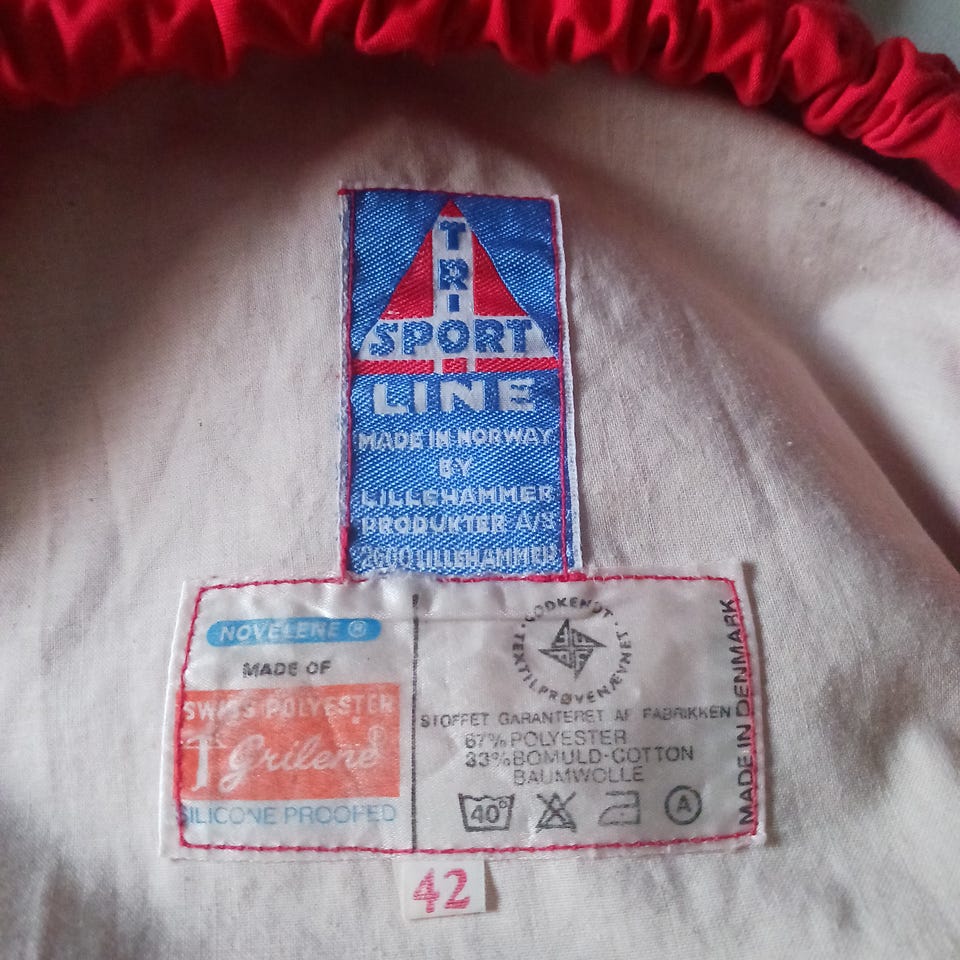 TRI
SPORT
LINE
MADE IN NORWAY
BY
LILLEHAMMER
PRODUKTER A/S
2600 LILLEHAMMER
NOVELENE ®
MADE OF
SWISS POLYESTER
Grilene®
SILICONE PROOFED
GODKENDT · TEXTILPRØVENÆVNET ·
STOFFET GARANTERET AF FABRIKKEN
67% POLYESTER
33% BOMULD-COTTON
BAUMWOLLE
40° A
MADE IN DENMARK
42